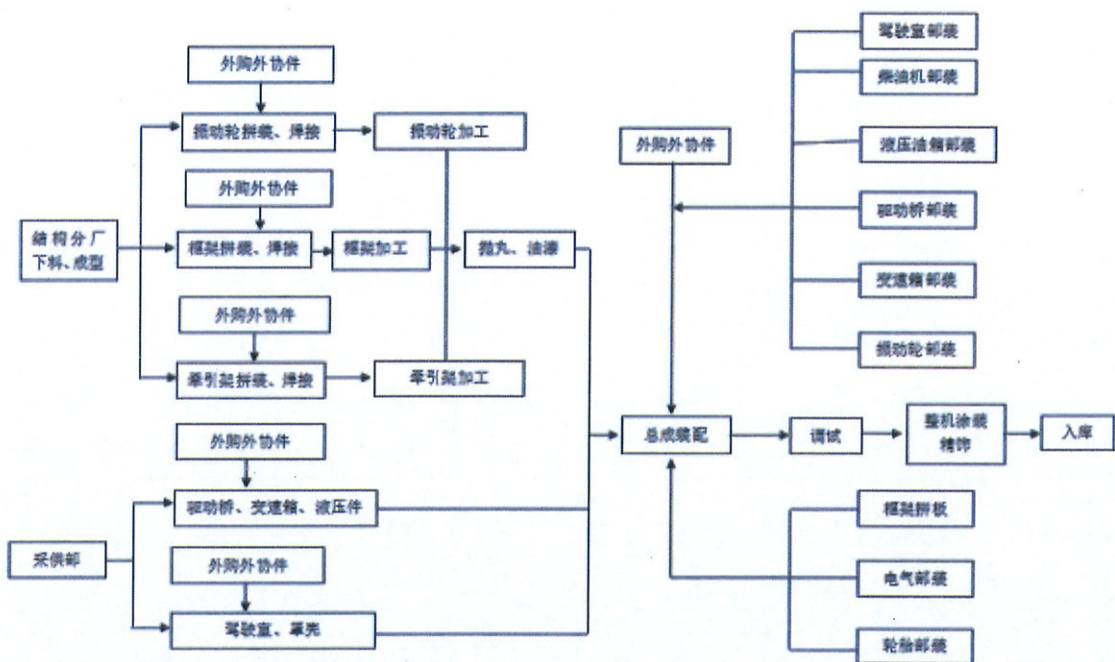 外购外协件
振动轮拼装、焊接
振动轮加工
外购外协件
结构分厂
下料、成型
框架拼装、焊接
框架加工
抛丸、油漆
外购外协件
牵引架拼装、焊接
牵引架加工
外购外协件
驱动桥、变速箱、液压件
采供部
外购外协件
驾驶室、罩壳
外购外协件
驾驶室部装
柴油机部装
液压油箱部装
驱动桥部装
变速箱部装
振动轮部装
总成装配
调试
整机涂装
精饰
入库
框架拼板
电气部装
轮胎部装